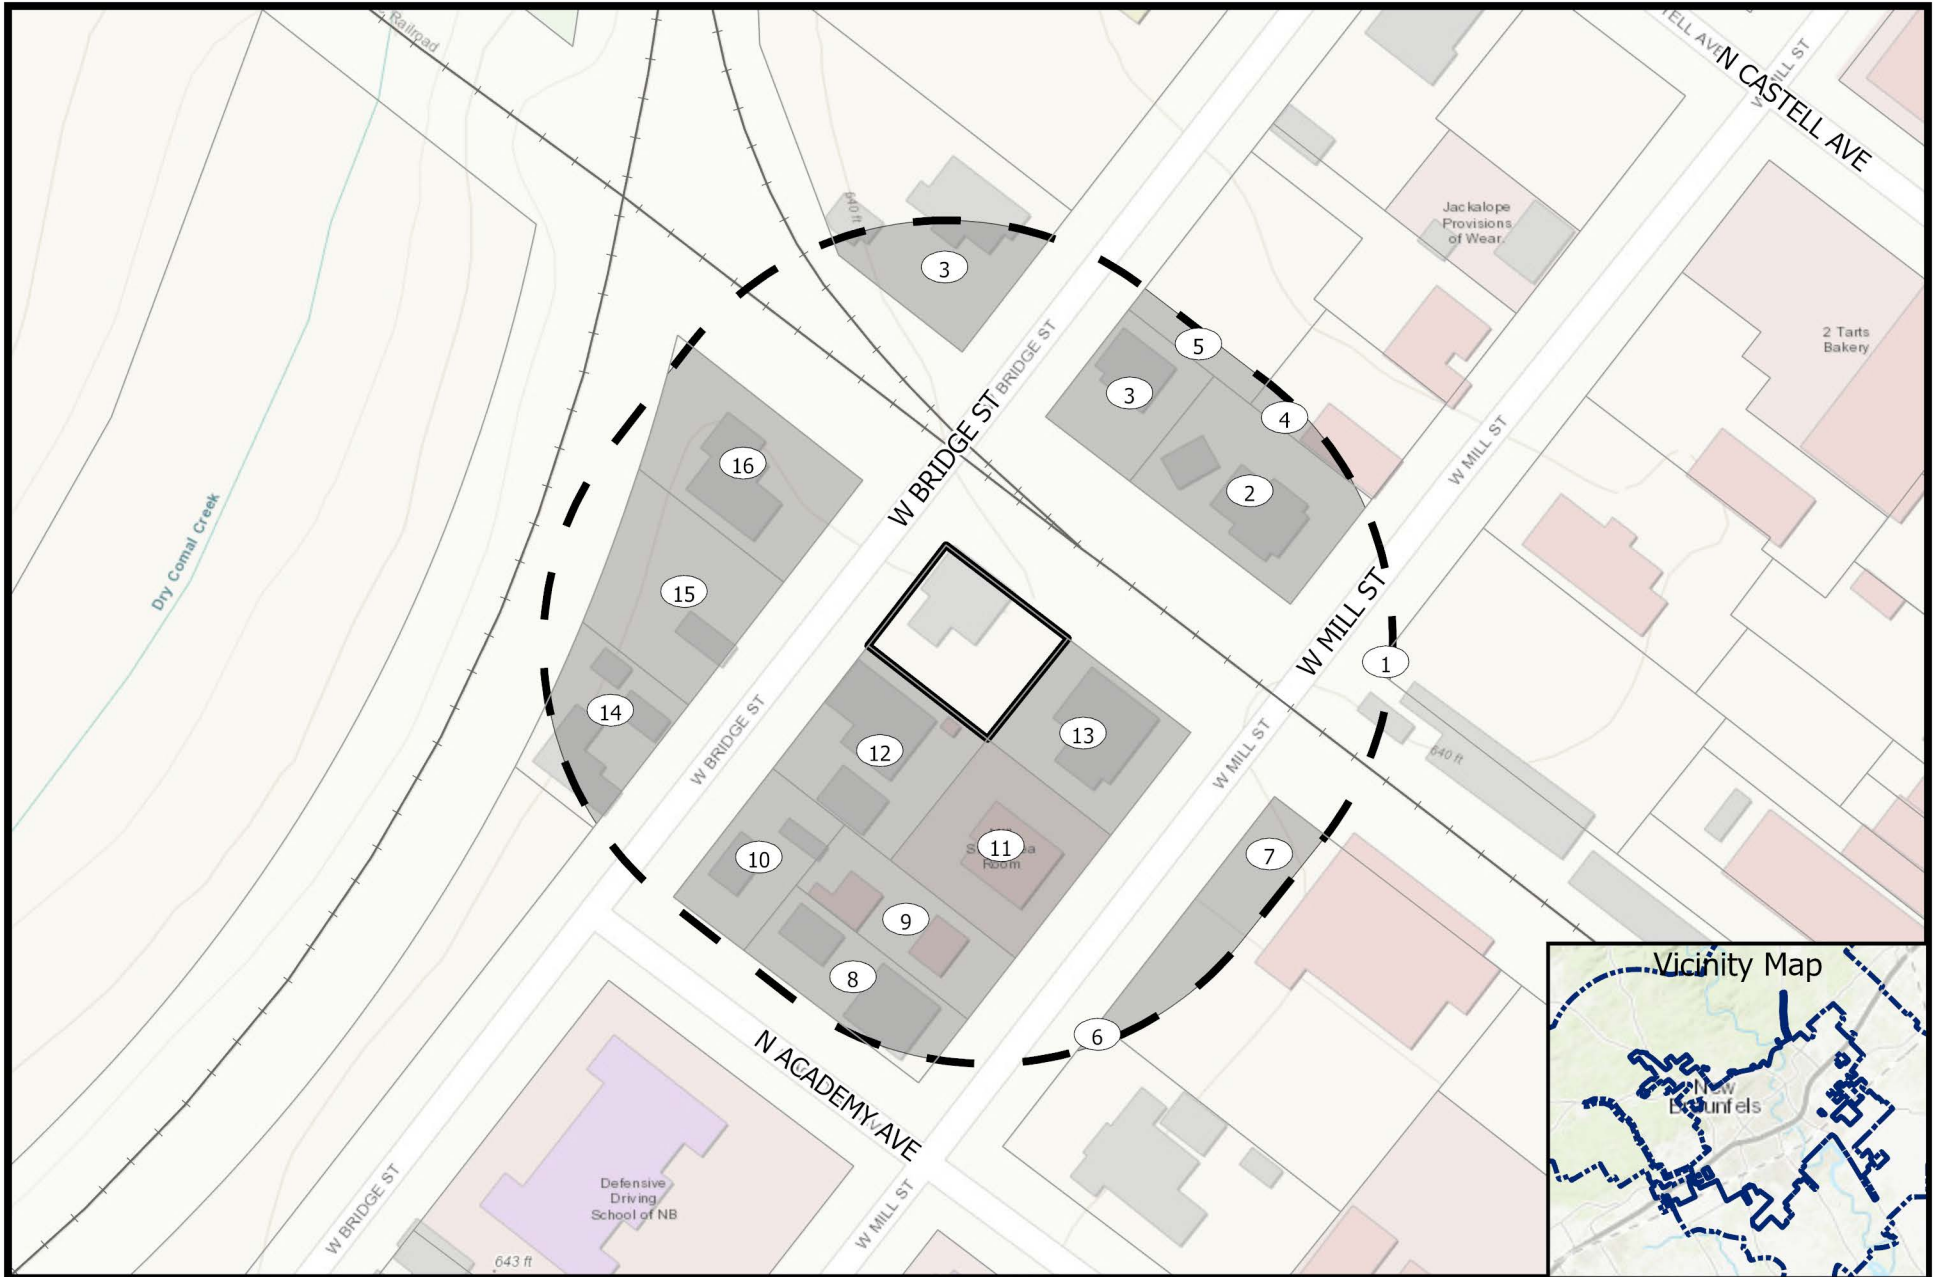 Railroad
TELL AVE
N CASTELL AVE
W MILL ST
640 ft
Jackalope
Provisions
of Wear.
3
W BRIDGE ST
5
2 Tarts
Bakery
3
4
W BRIDGE ST
W MILL ST
16
2
Dry Comal Creek
15
W MILL ST
1
14
W BRIDGE ST
13
12
W MILL ST
640 ft
11
Room
7
10
9
8
Vicinity Map
6
N ACADEMY AVE
New
Braunfels
Defensive
Driving
School of NB
W BRIDGE ST
W MILL ST
643 ft